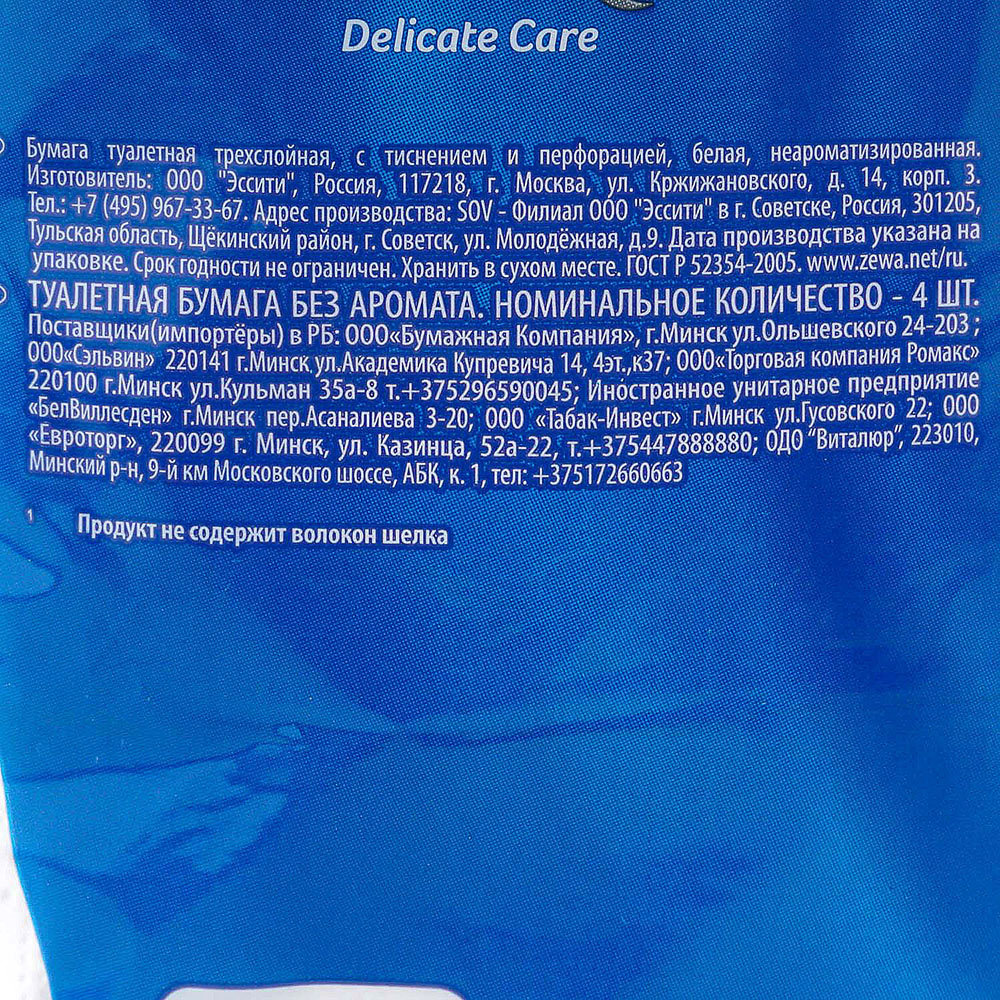 Delicate Care
Бумага туалетная трехслойная, с тиснением и перфорацией, белая, неароматизированная.
Изготовитель: ООО "Эссити", Россия, 117218, г. Москва, ул. Кржижановского, д. 14, корп. 3.
Тел.: +7 (495) 967-33-67. Адрес производства: SOV - Филиал ООО "Эссити" в г. Советске, Россия, 301205,
Тульская область, Щёкинский район, г. Советск, ул. Молодёжная, д.9. Дата производства указана на
упаковке. Срок годности не ограничен. Хранить в сухом месте. ГОСТ Р 52354-2005. www.zewa.net/ru.
ТУАЛЕТНАЯ БУМАГА БЕЗ АРОМАТА. НОМИНАЛЬНОЕ КОЛИЧЕСТВО - 4 ШТ.
Поставщики(импортёры) в РБ: ООО«Бумажная Компания», г.Минск ул.Ольшевского 24-203 ;
ООО«Сэльвин» 220141 г.Минск ул.Академика Купревича 14, 4эт.,к37; ООО«Торговая компания Ромакс»
220100 г.Минск ул.Кульман 35а-8 т.+375296590045; Иностранное унитарное предприятие
«БелВиллесден» г.Минск пер.Асаналиева 3-20; ООО «Табак-Инвест» г.Минск ул.Гусовского 22; ООО
«Евроторг», 220099 г. Минск, ул. Казинца, 52а-22, т.+375447888880; ОДО "Виталюр", 223010,
Минский р-н, 9-й км Московского шоссе, АБК, к. 1, тел: +375172660663
1 Продукт не содержит волокон шелка